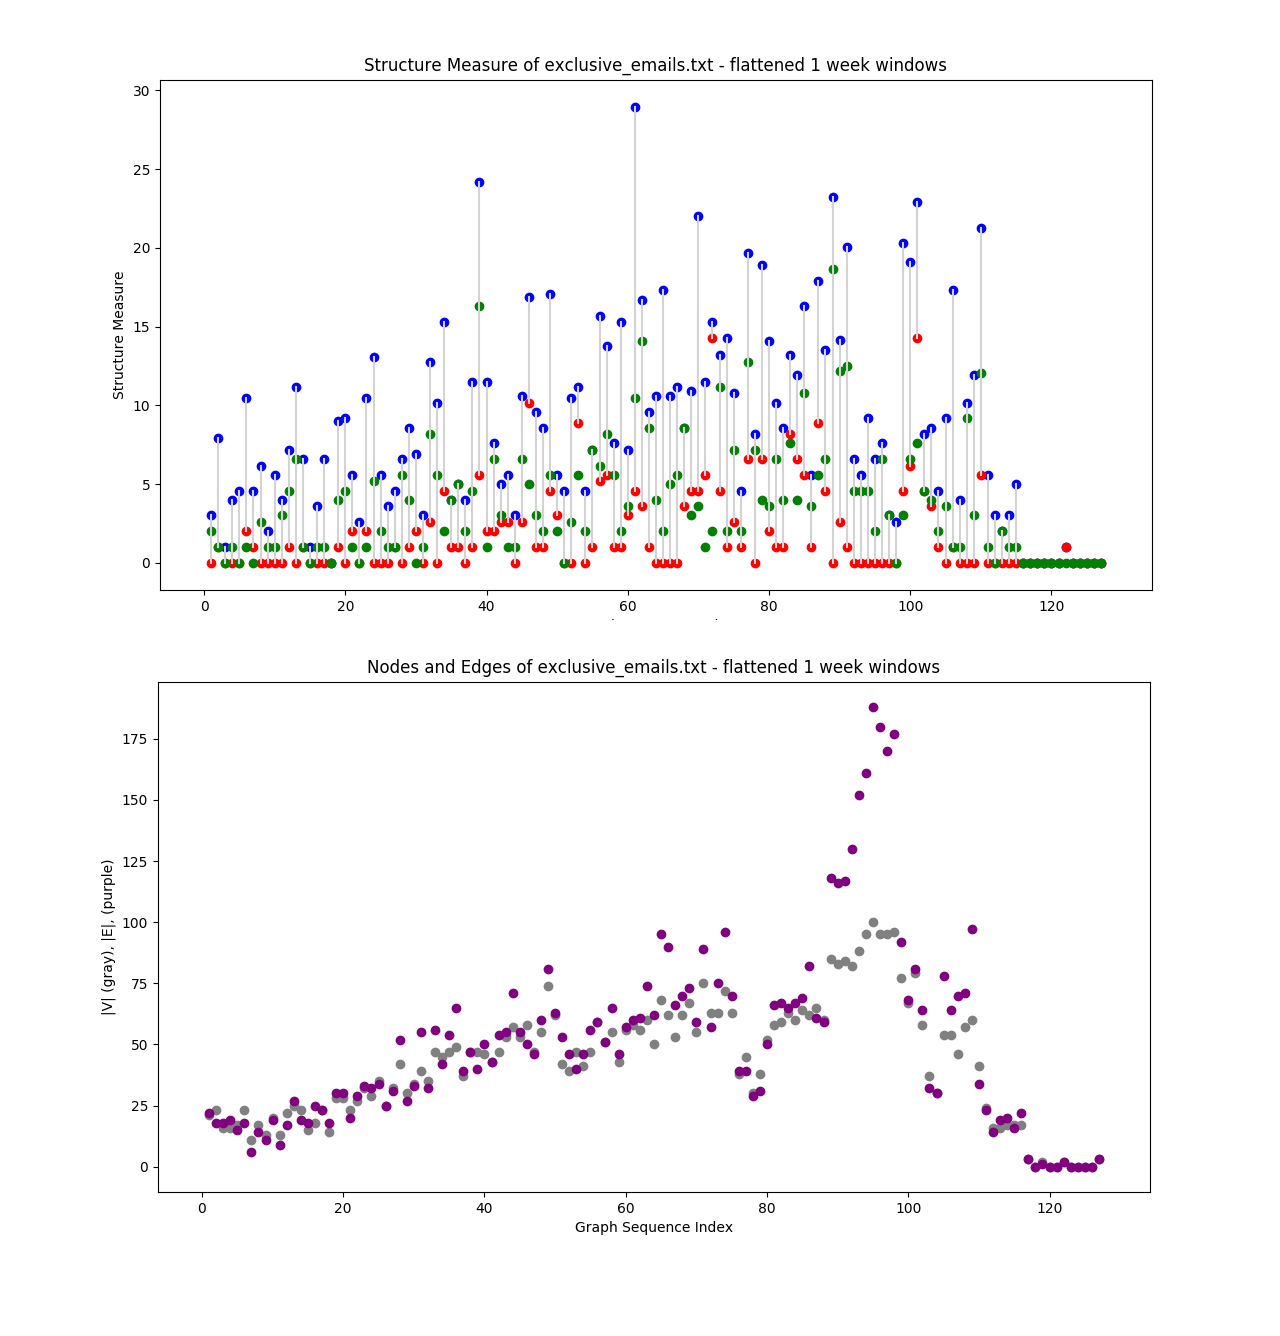 Structure Measure of exclusive_emails.txt - flattened 1 week windows
30
25
20
15
10
5
0
Structure Measure
0 20 40 60 80 100 120
Nodes and Edges of exclusive_emails.txt - flattened 1 week windows
175
150
125
100
75
50
25
0
|V| (gray), |E|, (purple)
0 20 40 60 80 100 120
Graph Sequence Index